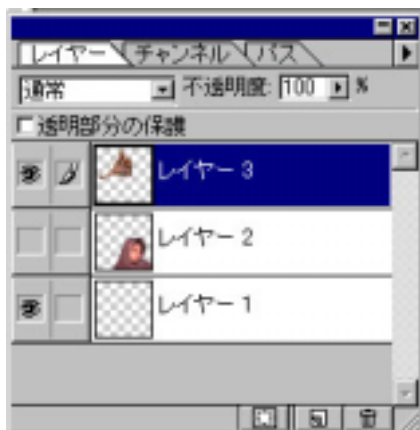 レイヤー チャンネル パス
通常 不透明度: 100 %
透明部分の保護
レイヤー 3
レイヤー 2
レイヤー 1